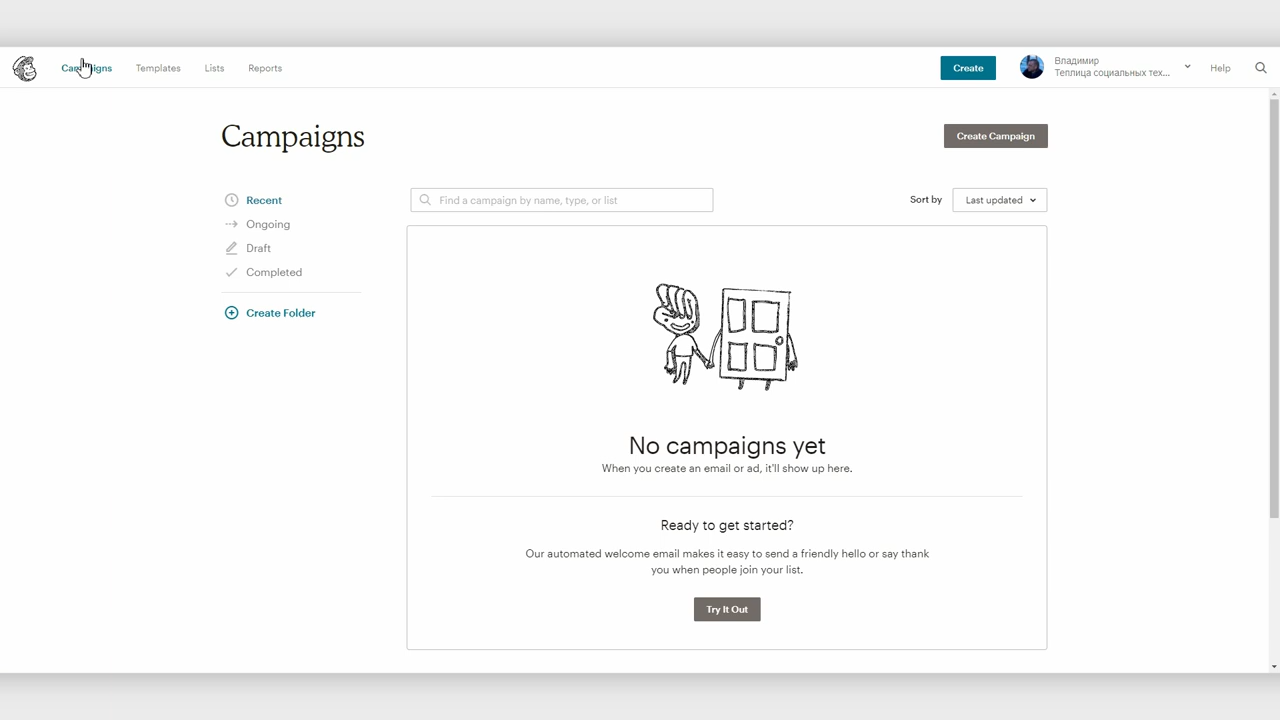 Campaigns
Templates
Lists
Reports
Create
Владимир
Теплица социальных тех...
Help
Campaigns
Create Campaign
Recent
Ongoing
Draft
Completed
Create Folder
Find a campaign by name, type, or list
Sort by
Last updated
No campaigns yet
When you create an email or ad, it'll show up here.
Ready to get started?
Our automated welcome email makes it easy to send a friendly hello or say thank
you when people join your list.
Try It Out